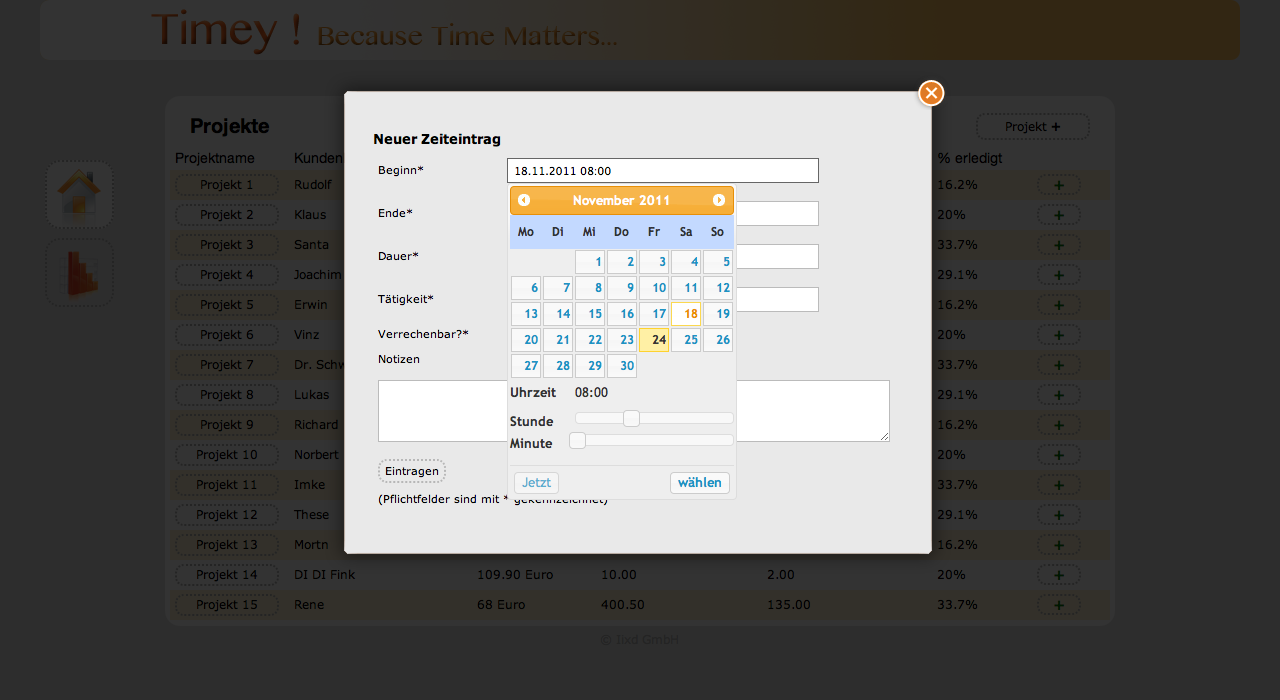 Timey ! Because Time Matters...
Projekte
Projekt +
Projektname Kunden % erledigt
Projekt 1 Rudolf 16.2% +
Projekt 2 Klaus 20% +
Projekt 3 Santa 33.7% +
Projekt 4 Joachim 29.1% +
Projekt 5 Erwin 16.2% +
Projekt 6 Vinz 20% +
Projekt 7 Dr. Schw 33.7% +
Projekt 8 Lukas 29.1% +
Projekt 9 Richard 16.2% +
Projekt 10 Norbert 20% +
Projekt 11 Imke 33.7% +
Projekt 12 These 29.1% +
Projekt 13 Mortn 16.2% +
Projekt 14 DI DI Fink 109.90 Euro 10.00 2.00 20% +
Projekt 15 Rene 68 Euro 400.50 135.00 33.7% +
Neuer Zeiteintrag
Beginn* 18.11.2011 08:00
Ende*
Dauer*
Tätigkeit*
Verrechenbar?*
Notizen
November 2011
Mo Di Mi Do Fr Sa So
1 2 3 4 5
6 7 8 9 10 11 12
13 14 15 16 17 18 19
20 21 22 23 24 25 26
27 28 29 30
Uhrzeit 08:00
Stunde
Minute
Jetzt wählen
Eintragen
(Pflichtfelder sind mit * gekennzeichnet)